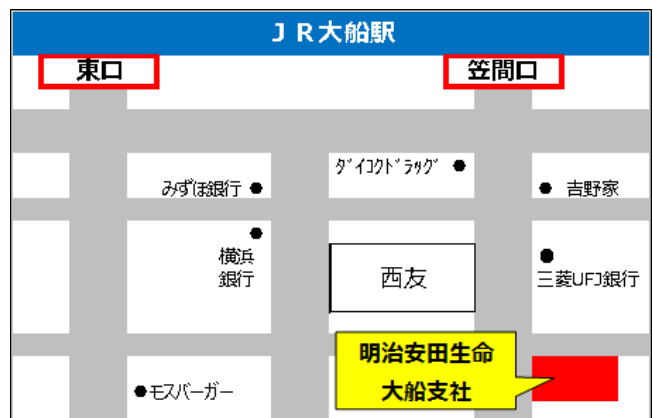 ＪＲ大船駅
東口
笠間口
ﾀﾞｲｺｸﾄﾞﾗｯｸﾞ ●
みずほ銀行 ●
● 吉野家
●
横浜
銀行
西友
●
三菱UFJ銀行
明治安田生命
大船支社
●モスバーガー